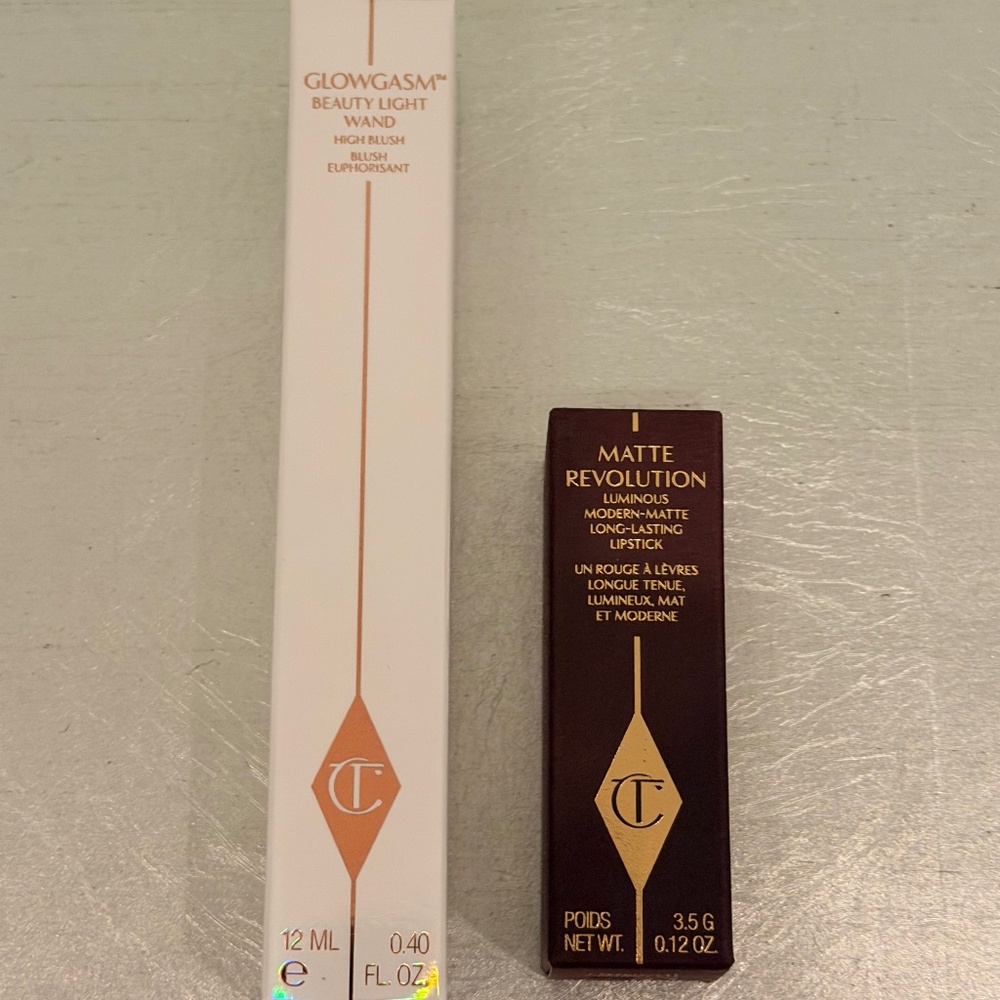 GLOWGASM™
BEAUTY LIGHT
WAND
HIGH BLUSH
BLUSH
EUPHORISANT
CT
12 ML 0.40
e FL. OZ.
MATTE
REVOLUTION
LUMINOUS
MODERN-MATTE
LONG-LASTING
LIPSTICK
UN ROUGE À LÈVRES
LONGUE TENUE,
LUMINEUX, MAT
ET MODERNE
CT
POIDS 3.5 G
NET WT. 0.12 OZ.